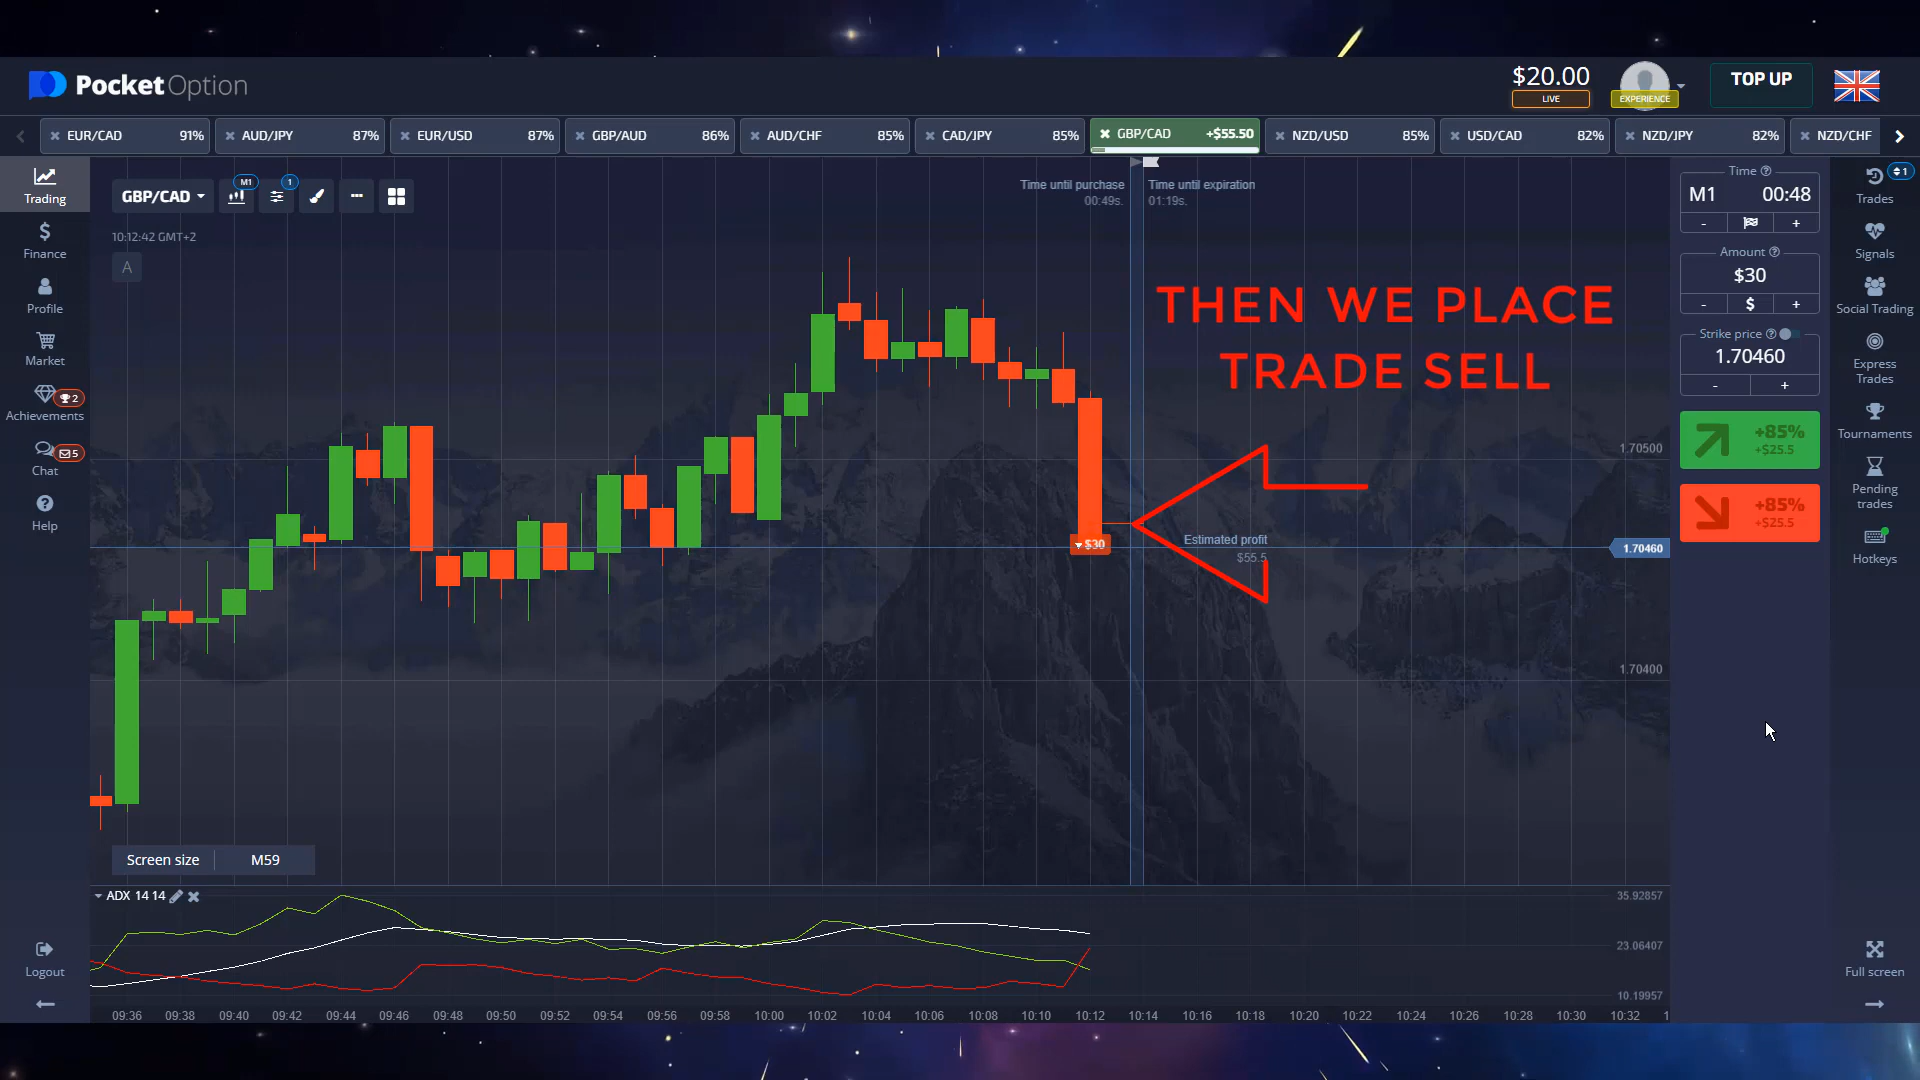 PocketOption
$20.00
LIVE
EXPERIENCE
TOP UP
EUR/CAD 91%
AUD/JPY 87%
EUR/USD 87%
GBP/AUD 86%
AUD/CHF 85%
CAD/JPY 85%
GBP/CAD +$55.50
NZD/USD 85%
USD/CAD 82%
NZD/JPY 82%
NZD/CHF
Trading
Finance
Profile
Market
2
Achievements
5
Chat
Help
Logout
GBP/CAD
M1
1
10:12:42 GMT+2
A
Time until purchase
00:49s.
Time until expiration
01:19s.
THEN WE PLACE
TRADE SELL
1.70500
$30
Estimated profit
$55.5
1.70460
1.70400
Screen size M59
ADX 14 14
35.92857
23.06407
10.19957
09:36 09:38 09:40 09:42 09:44 09:46 09:48 09:50 09:52 09:54 09:56 09:58 10:00 10:02 10:04 10:06 10:08 10:10 10:12 10:14 10:16 10:18 10:20 10:22 10:24 10:26 10:28 10:30 10:32 1
Time
M1 00:48
- +
Amount
$30
- $ +
Strike price
1.70460
- +
+85%
+$25.5
+85%
+$25.5
1
Trades
Signals
Social Trading
Express
Trades
Tournaments
Pending
trades
Hotkeys
Full screen